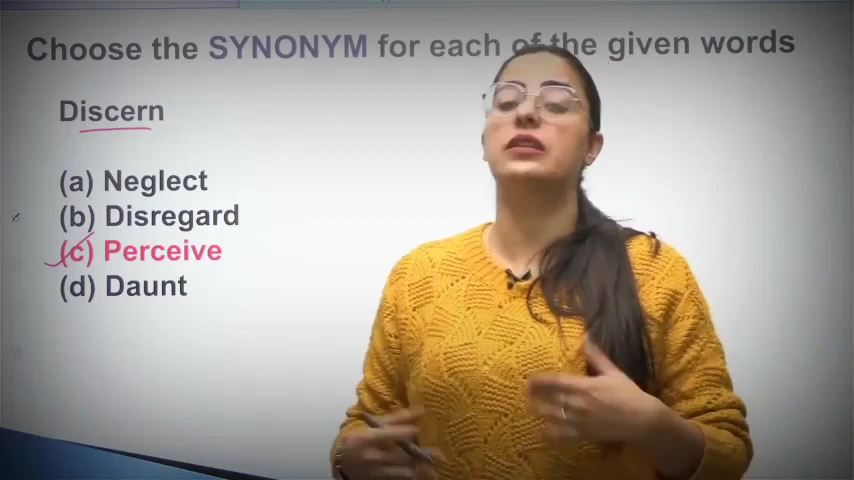 Choose the SYNONYM for each of the given words
Discern
(a) Neglect
(b) Disregard
(c) Perceive
(d) Daunt